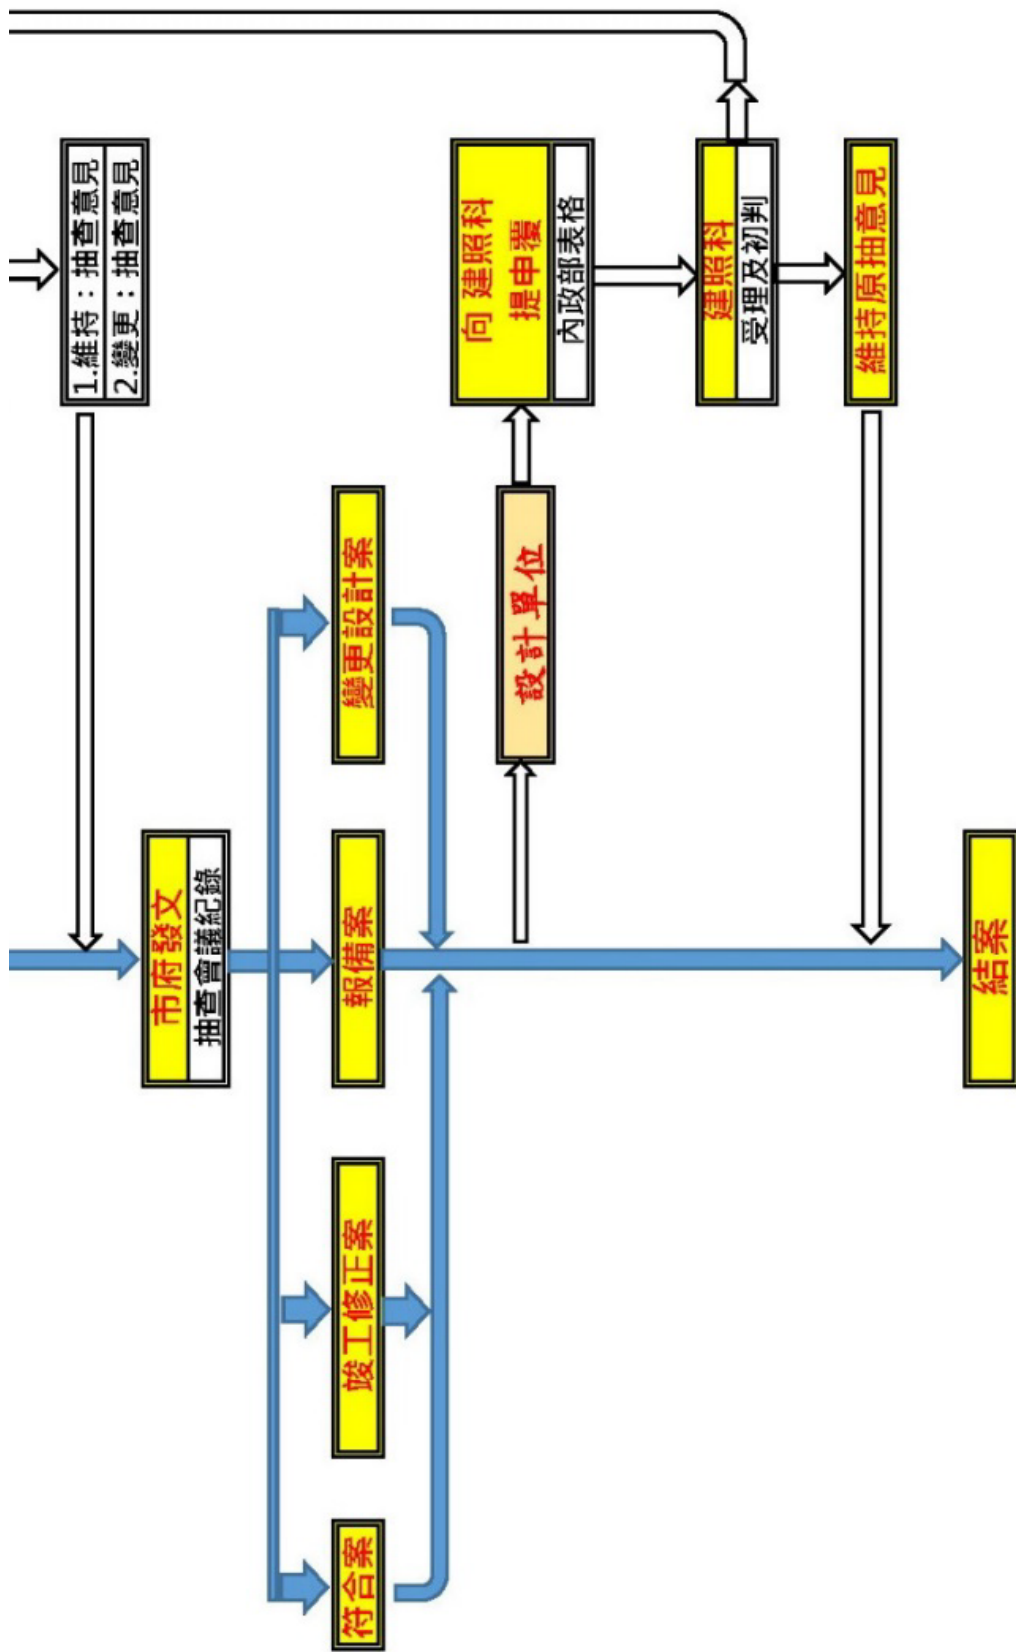 1.維持：抽查意見
2.變更：抽查意見
市府發文
抽查會議紀錄
符合案
竣工修正案
報備案
變更設計案
設計單位
向 建照科
提申覆
內政部表格
建照科
受理及初判
維持原抽意見
結案